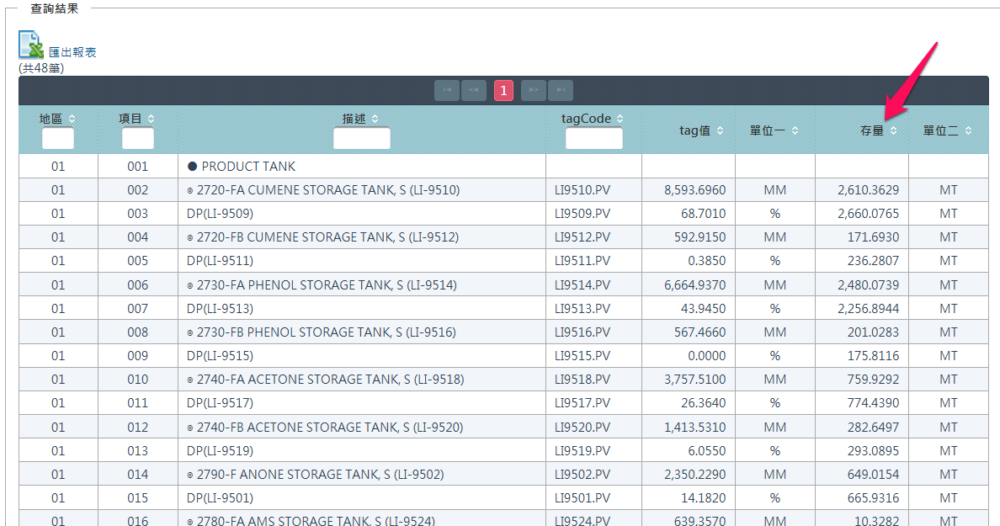 查詢結果
匯出報表
(共48筆)
1
地區 項目 描述 tagCode tag值 單位一 存量 單位二
01 001 ● PRODUCT TANK
01 002 ⊙ 2720-FA CUMENE STORAGE TANK, S (LI-9510) LI9510.PV 8,593.6960 MM 2,610.3629 MT
01 003 DP(LI-9509) LI9509.PV 68.7010 % 2,660.0765 MT
01 004 ⊙ 2720-FB CUMENE STORAGE TANK, S (LI-9512) LI9512.PV 592.9150 MM 171.6930 MT
01 005 DP(LI-9511) LI9511.PV 0.3850 % 236.2807 MT
01 006 ⊙ 2730-FA PHENOL STORAGE TANK, S (LI-9514) LI9514.PV 6,664.9370 MM 2,480.0739 MT
01 007 DP(LI-9513) LI9513.PV 43.9450 % 2,256.8944 MT
01 008 ⊙ 2730-FB PHENOL STORAGE TANK, S (LI-9516) LI9516.PV 567.4660 MM 201.0283 MT
01 009 DP(LI-9515) LI9515.PV 0.0000 % 175.8116 MT
01 010 ⊙ 2740-FA ACETONE STORAGE TANK, S (LI-9518) LI9518.PV 3,757.5100 MM 759.9292 MT
01 011 DP(LI-9517) LI9517.PV 26.3640 % 774.4390 MT
01 012 ⊙ 2740-FB ACETONE STORAGE TANK, S (LI-9520) LI9520.PV 1,413.5310 MM 282.6497 MT
01 013 DP(LI-9519) LI9519.PV 6.0550 % 293.0895 MT
01 014 ⊙ 2790-F ANONE STORAGE TANK, S (LI-9502) LI9502.PV 2,350.2290 MM 649.0154 MT
01 015 DP(LI-9501) LI9501.PV 14.1820 % 665.9316 MT
01 016 ⊙ 2780-FA AMS STORAGE TANK, S (LI-9524) LI9524.PV 639.3570 MM 10.3282 MT